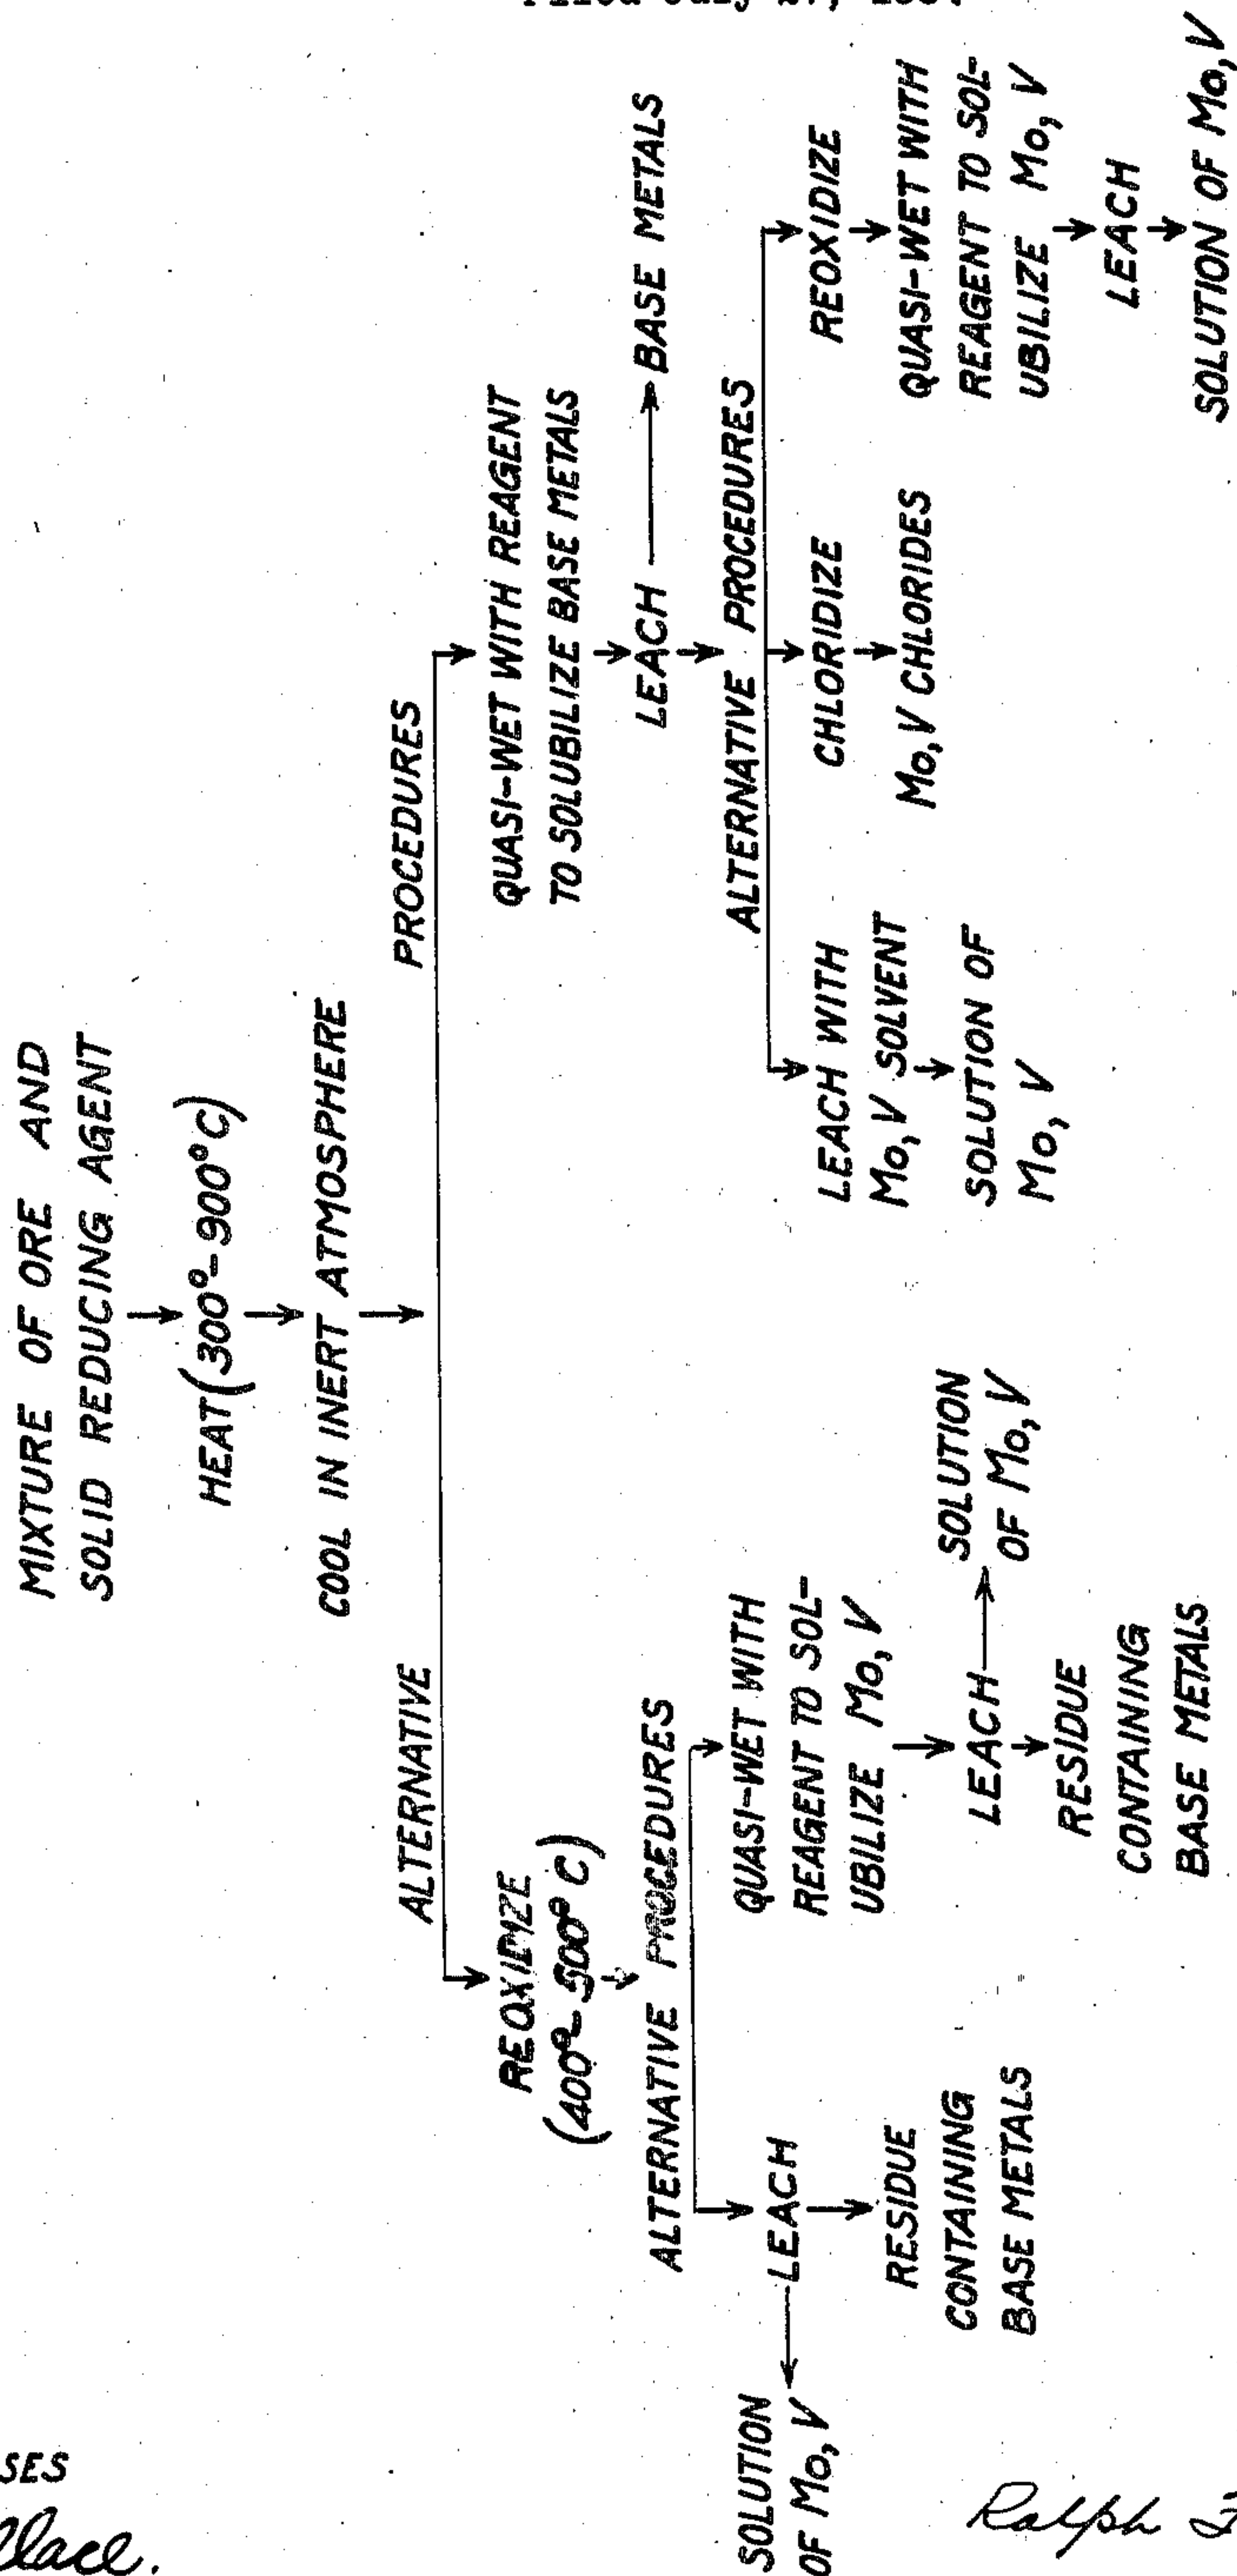 MIXTURE OF ORE AND
SOLID REDUCING AGENT
HEAT (300°-900°C)
COOL IN INERT ATMOSPHERE
ALTERNATIVE PROCEDURES
REOXIDIZE
(400°-500°C)
ALTERNATIVE PROCEDURES
LEACH
SOLUTION
OF Mo, V
RESIDUE
CONTAINING
BASE METALS
QUASI-WET WITH
REAGENT TO SOL-
UBILIZE Mo, V
LEACH
SOLUTION
OF Mo, V
RESIDUE
CONTAINING
BASE METALS
QUASI-WET WITH REAGENT
TO SOLUBILIZE BASE METALS
LEACH
BASE METALS
ALTERNATIVE PROCEDURES
LEACH WITH
Mo, V SOLVENT
SOLUTION OF
Mo, V
CHLORIDIZE
Mo, V CHLORIDES
REOXIDIZE
QUASI-WET WITH
REAGENT TO SOL-
UBILIZE Mo, V
LEACH
SOLUTION OF Mo, V
Ralph